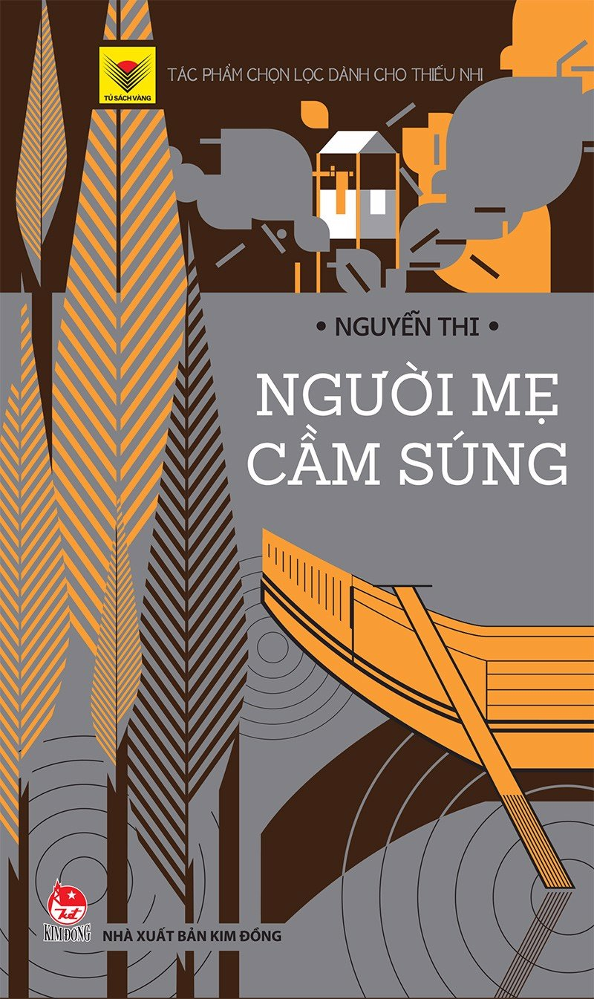 TỦ SÁCH VÀNG
TÁC PHẨM CHỌN LỌC DÀNH CHO THIẾU NHI
• NGUYỄN THI •
NGƯỜI MẸ
CẦM SÚNG
kđ
KIM ĐỒNG
NHÀ XUẤT BẢN KIM ĐỒNG